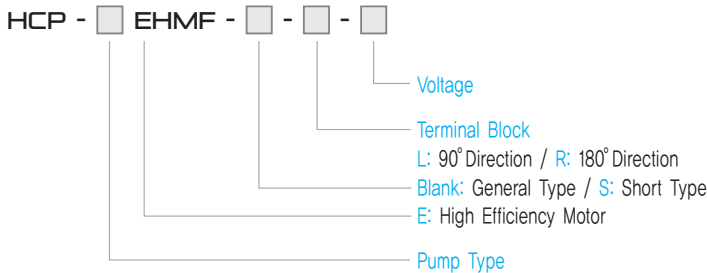 HCP - □ EHMF - □ - □ - □
Voltage
Terminal Block
L: 90° Direction / R: 180° Direction
Blank: General Type / S: Short Type
E: High Efficiency Motor
Pump Type